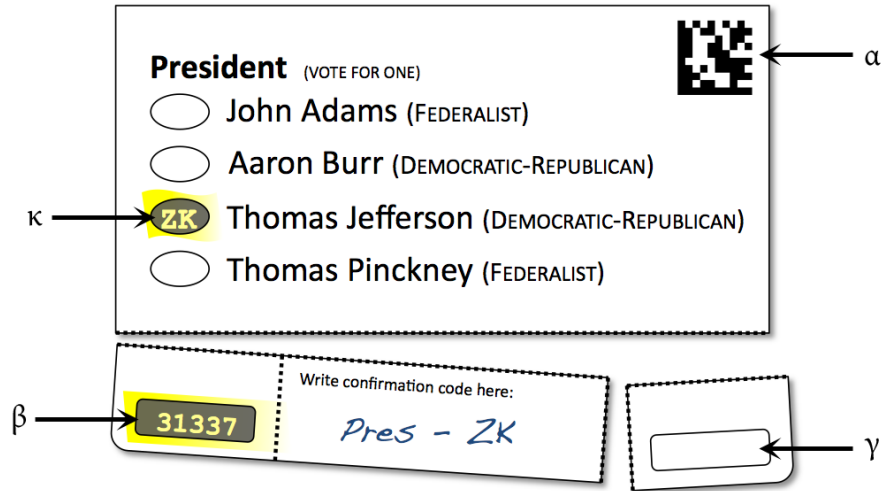 President (VOTE FOR ONE)
α
John Adams (FEDERALIST)
Aaron Burr (DEMOCRATIC-REPUBLICAN)
κ
ZK Thomas Jefferson (DEMOCRATIC-REPUBLICAN)
Thomas Pinckney (FEDERALIST)
Write confirmation code here:
β
31337
Pres - ZK
γ